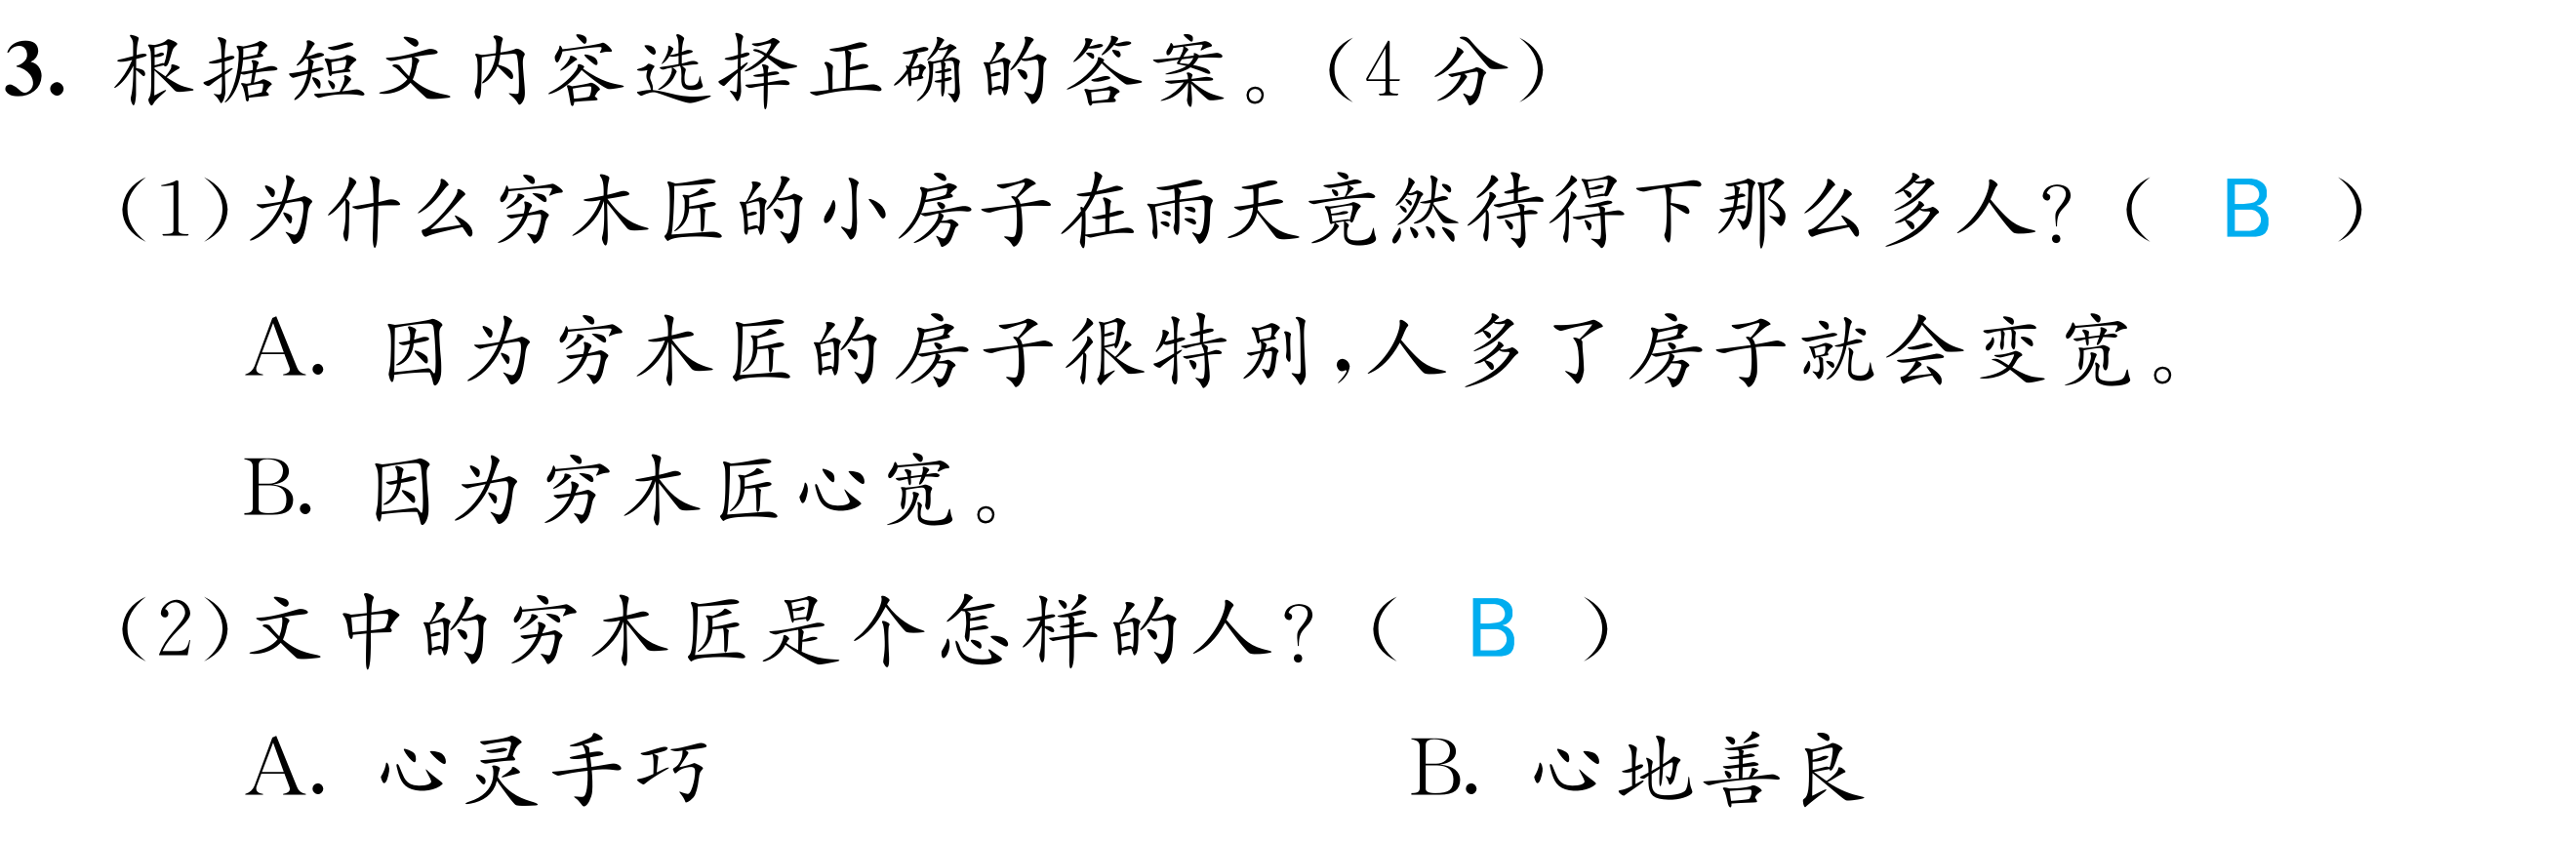 3. 根据短文内容选择正确的答案。(4 分)
(1)为什么穷木匠的小房子在雨天竟然待得下那么多人?( B )
A. 因为穷木匠的房子很特别,人多了房子就会变宽。
B. 因为穷木匠心宽。
(2)文中的穷木匠是个怎样的人?( B )
A. 心灵手巧 B. 心地善良